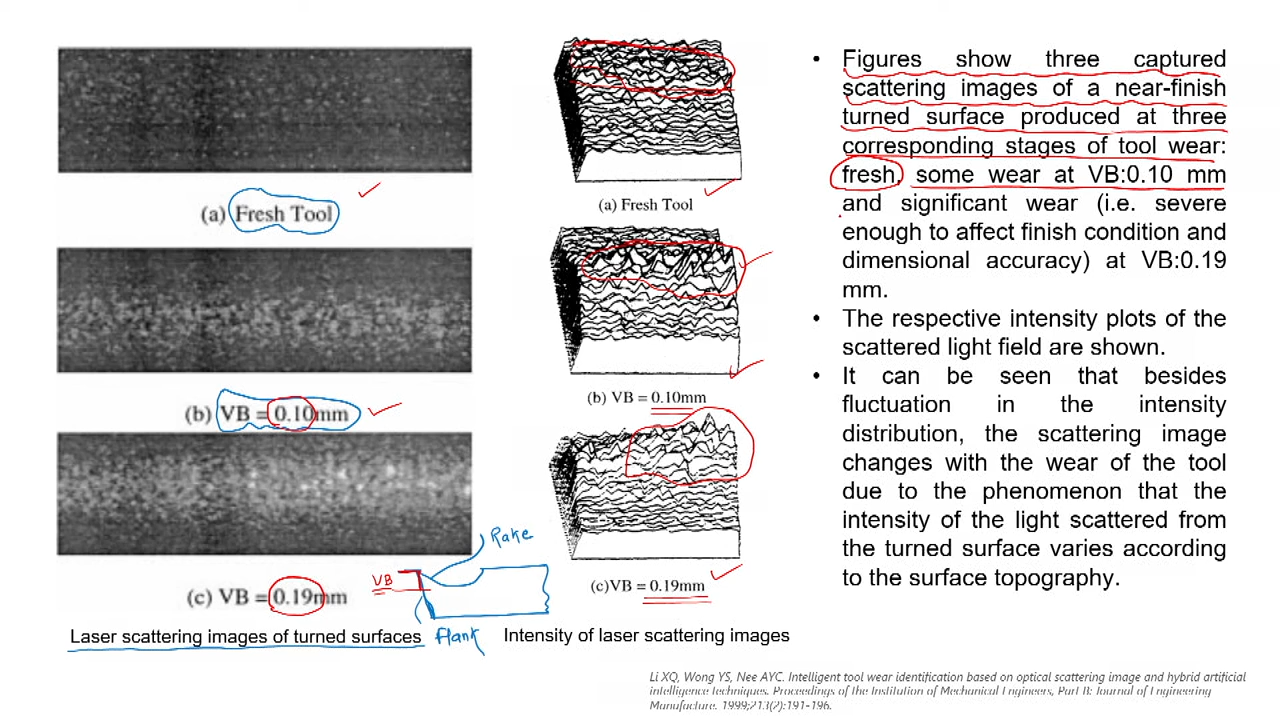 (a) Fresh Tool
(b) VB = 0.10mm
(c) VB = 0.19mm
Laser scattering images of turned surfaces
(a) Fresh Tool
(b) VB = 0.10mm
(c)VB = 0.19mm
Intensity of laser scattering images
Rake
VB
Flank
• Figures show three captured
scattering images of a near-finish
turned surface produced at three
corresponding stages of tool wear:
fresh, some wear at VB:0.10 mm
and significant wear (i.e. severe
enough to affect finish condition and
dimensional accuracy) at VB:0.19
mm.
• The respective intensity plots of the
scattered light field are shown.
• It can be seen that besides
fluctuation in the intensity
distribution, the scattering image
changes with the wear of the tool
due to the phenomenon that the
intensity of the light scattered from
the turned surface varies according
to the surface topography.
Li XQ, Wong YS, Nee AYC. Intelligent tool wear identification based on optical scattering image and hybrid artificial
intelligence techniques. Proceedings of the Institution of Mechanical Engineers, Part B: Journal of Engineering
Manufacture. 1999;213(2):191-196.